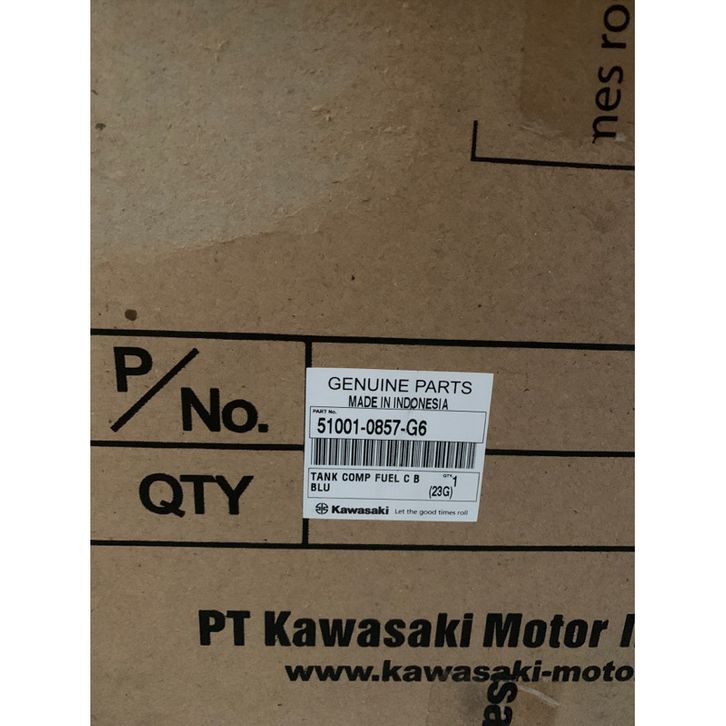 nes ro
P/No.
QTY
GENUINE PARTS
MADE IN INDONESIA
PART No.
51001-0857-G6
TANK COMP FUEL C B
BLU
QTY 1
(23G)
Kawasaki Let the good times roll
PT Kawasaki Motor I
www.kawasaki-moto
sa